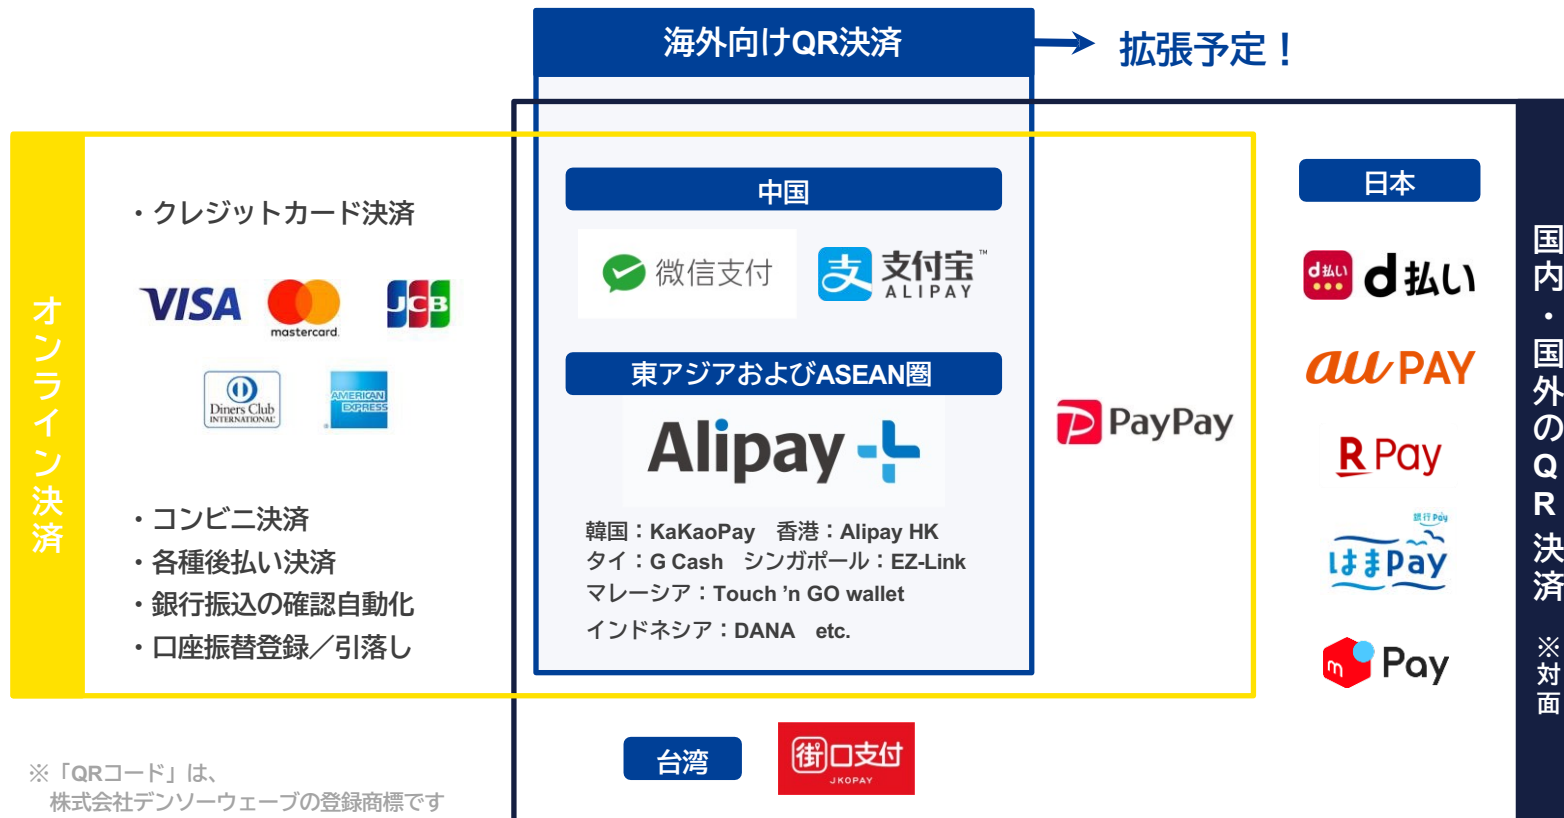 海外向けQR決済
拡張予定！
オンライン決済
・クレジットカード決済
VISA
mastercard.
JCB
Diners Club
INTERNATIONAL
AMERICAN
EXPRESS
・コンビニ決済
・各種後払い決済
・銀行振込の確認自動化
・口座振替登録／引落し
中国
微信支付
支 支付宝™
ALIPAY
東アジアおよびASEAN圏
Alipay
韓国：KaKaoPay　香港：Alipay HK
タイ：G Cash　シンガポール：EZ-Link
マレーシア：Touch ’n GO wallet
インドネシア：DANA　etc.
PayPay
日本
d払い d払い
au PAY
R Pay
銀行Pay
はまPay
m Pay
国内・国外のQR決済 ※対面
台湾
街口支付
JKOPAY
※「QRコード」は、
株式会社デンソーウェーブの登録商標です